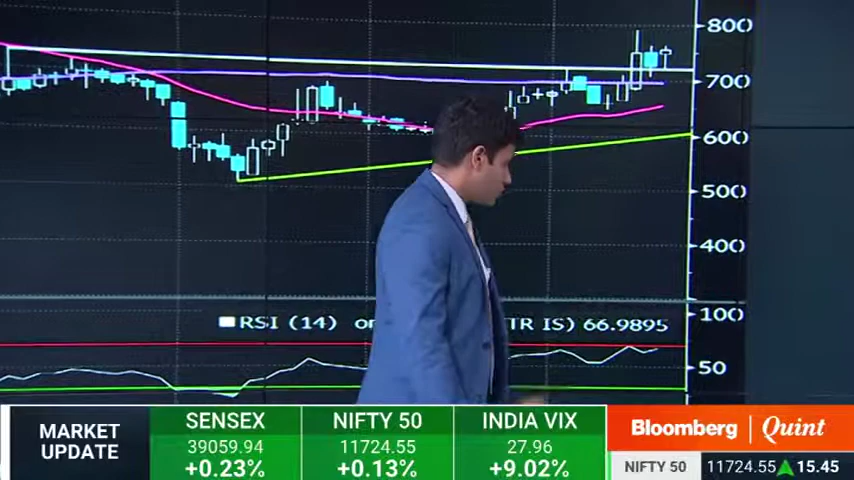 800
700
600
500
400
RSI (14) on
TR IS) 66.9895
100
50
MARKET
UPDATE
SENSEX
39059.94
+0.23%
NIFTY 50
11724.55
+0.13%
INDIA VIX
27.96
+9.02%
Bloomberg | Quint
NIFTY 50
11724.55 ▲ 15.45